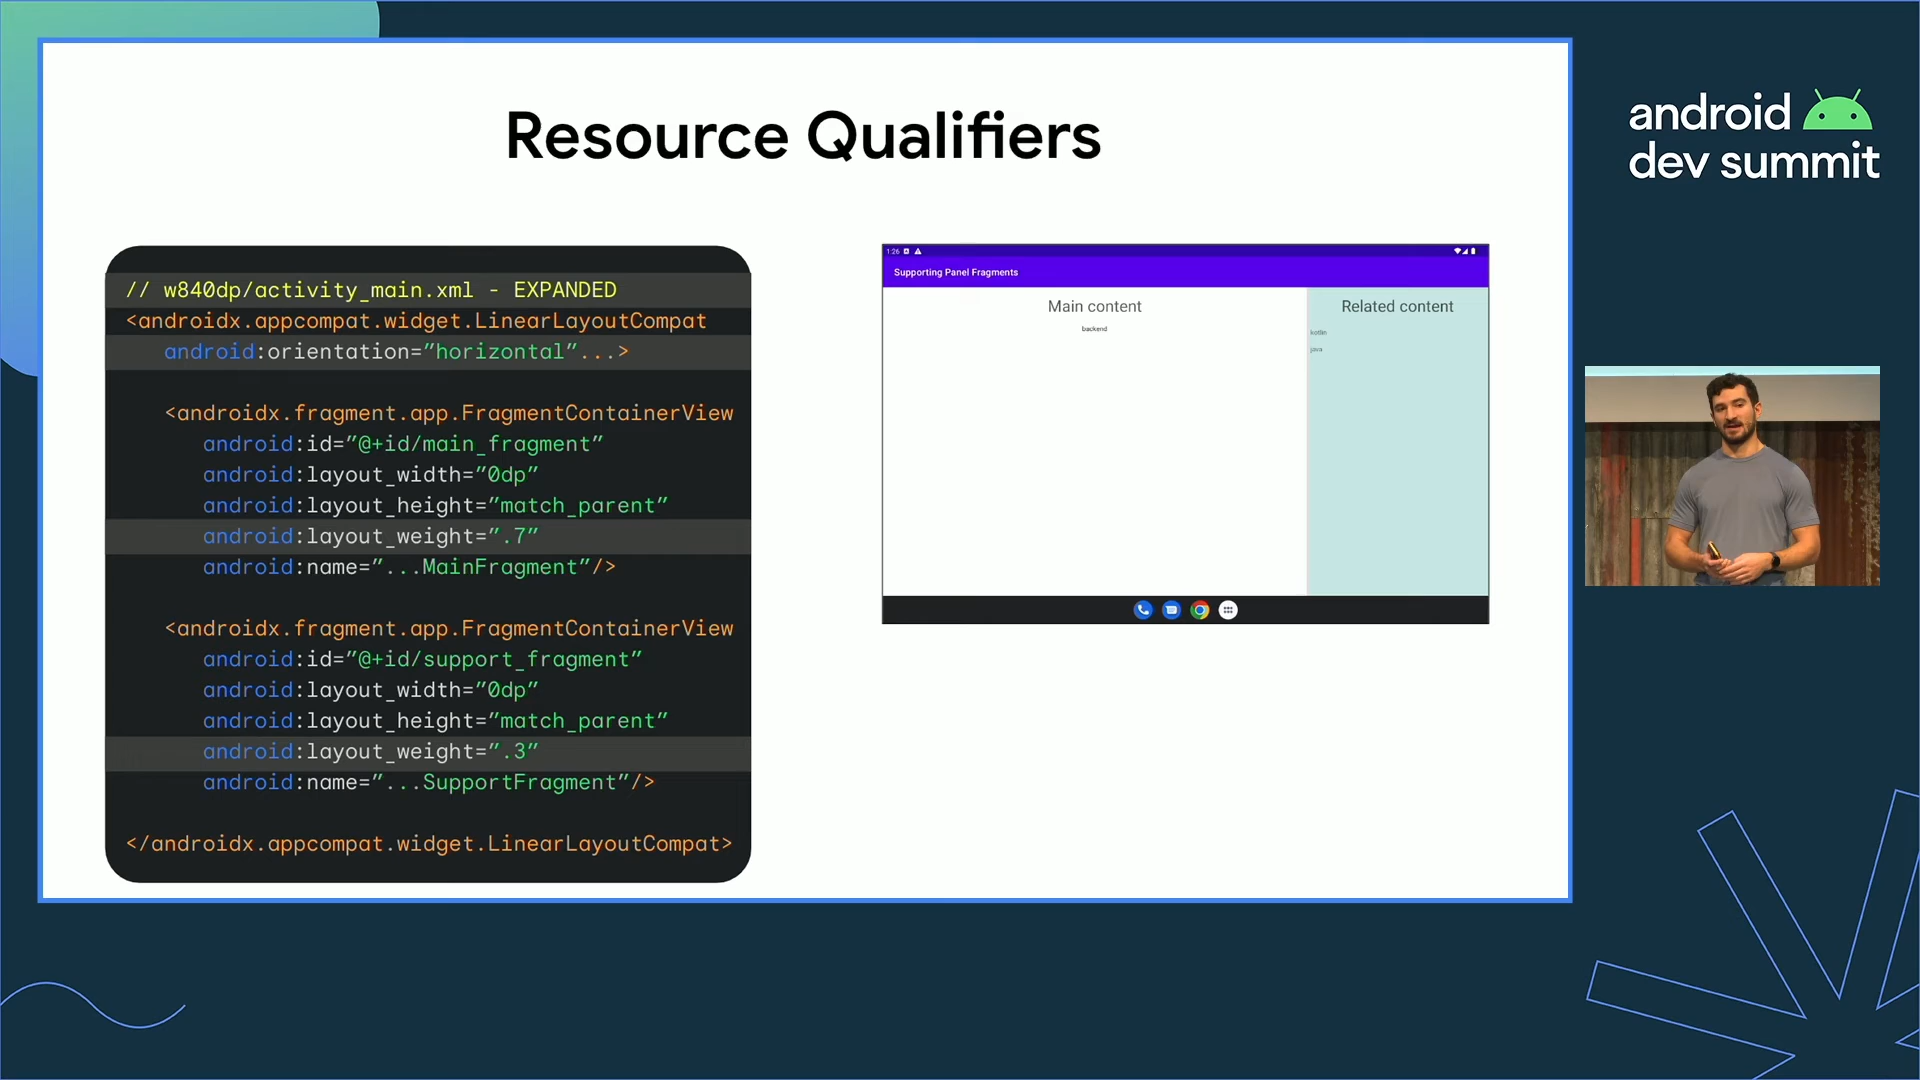 Resource Qualifiers
android
dev summit
// w840dp/activity_main.xml - EXPANDED
<androidx.appcompat.widget.LinearLayoutCompat
android:orientation=”horizontal”...>
<androidx.fragment.app.FragmentContainerView
android:id=”@+id/main_fragment”
android:layout_width=”0dp”
android:layout_height=”match_parent”
android:layout_weight=”.7”
android:name=”...MainFragment”/>
<androidx.fragment.app.FragmentContainerView
android:id=”@+id/support_fragment”
android:layout_width=”0dp”
android:layout_height=”match_parent”
android:layout_weight=”.3”
android:name=”...SupportFragment”/>
</androidx.appcompat.widget.LinearLayoutCompat>
1:26
Supporting Panel Fragments
Main content
backend
Related content
kotlin
java